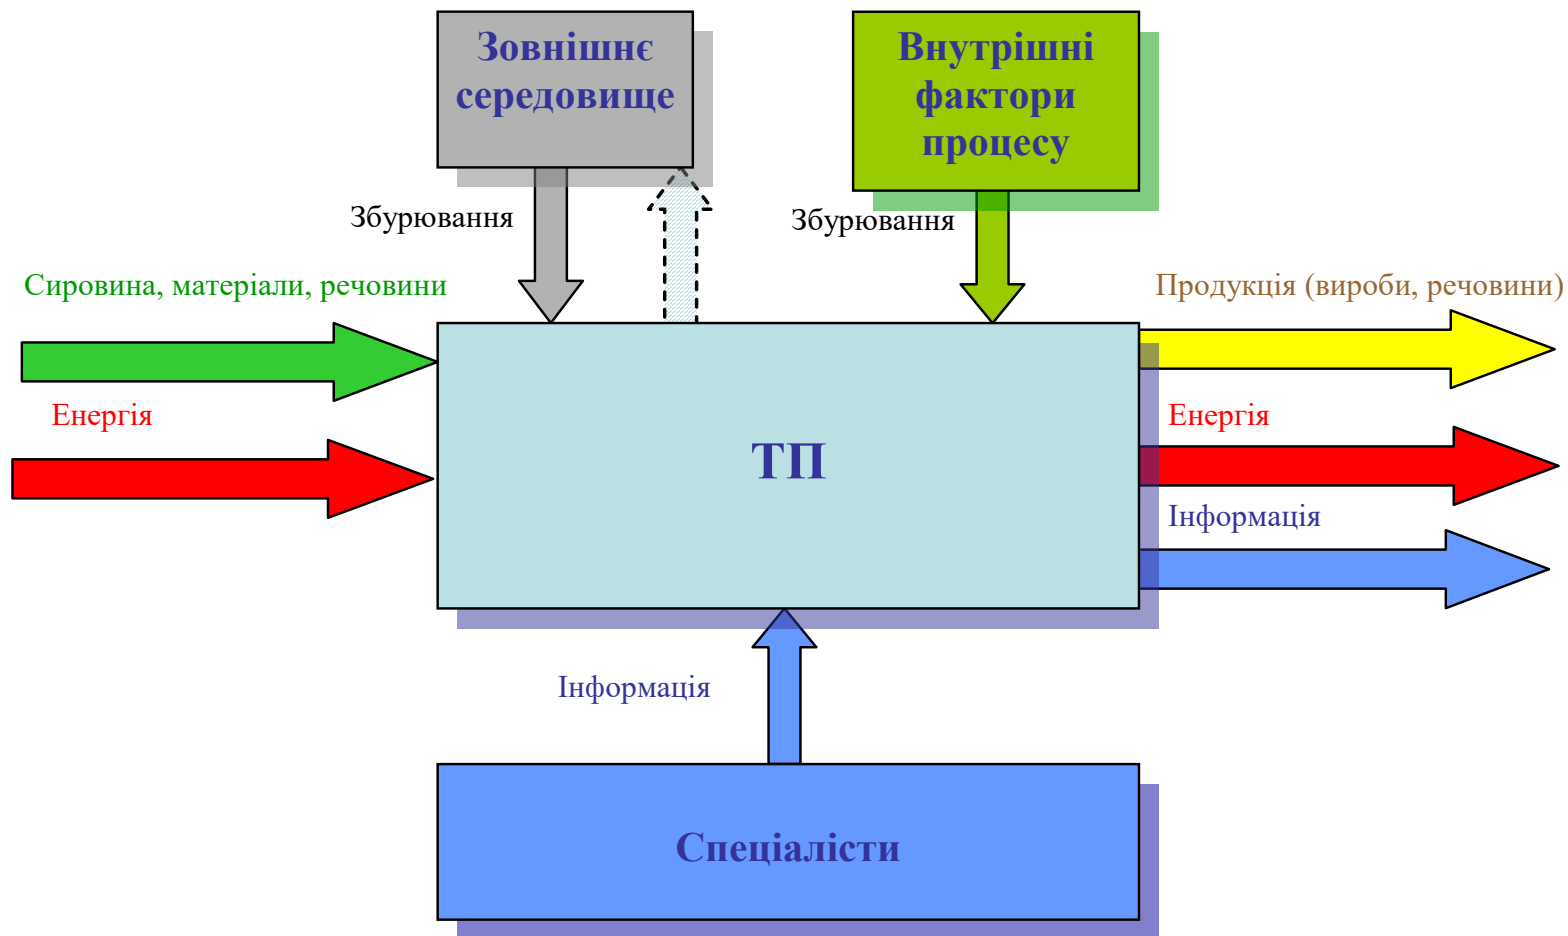 Зовнішнє
середовище
Внутрішні
фактори
процесу
Збурювання
Збурювання
Сировина, матеріали, речовини
Продукція (вироби, речовини)
Енергія
Енергія
ТП
Інформація
Інформація
Спеціалісти